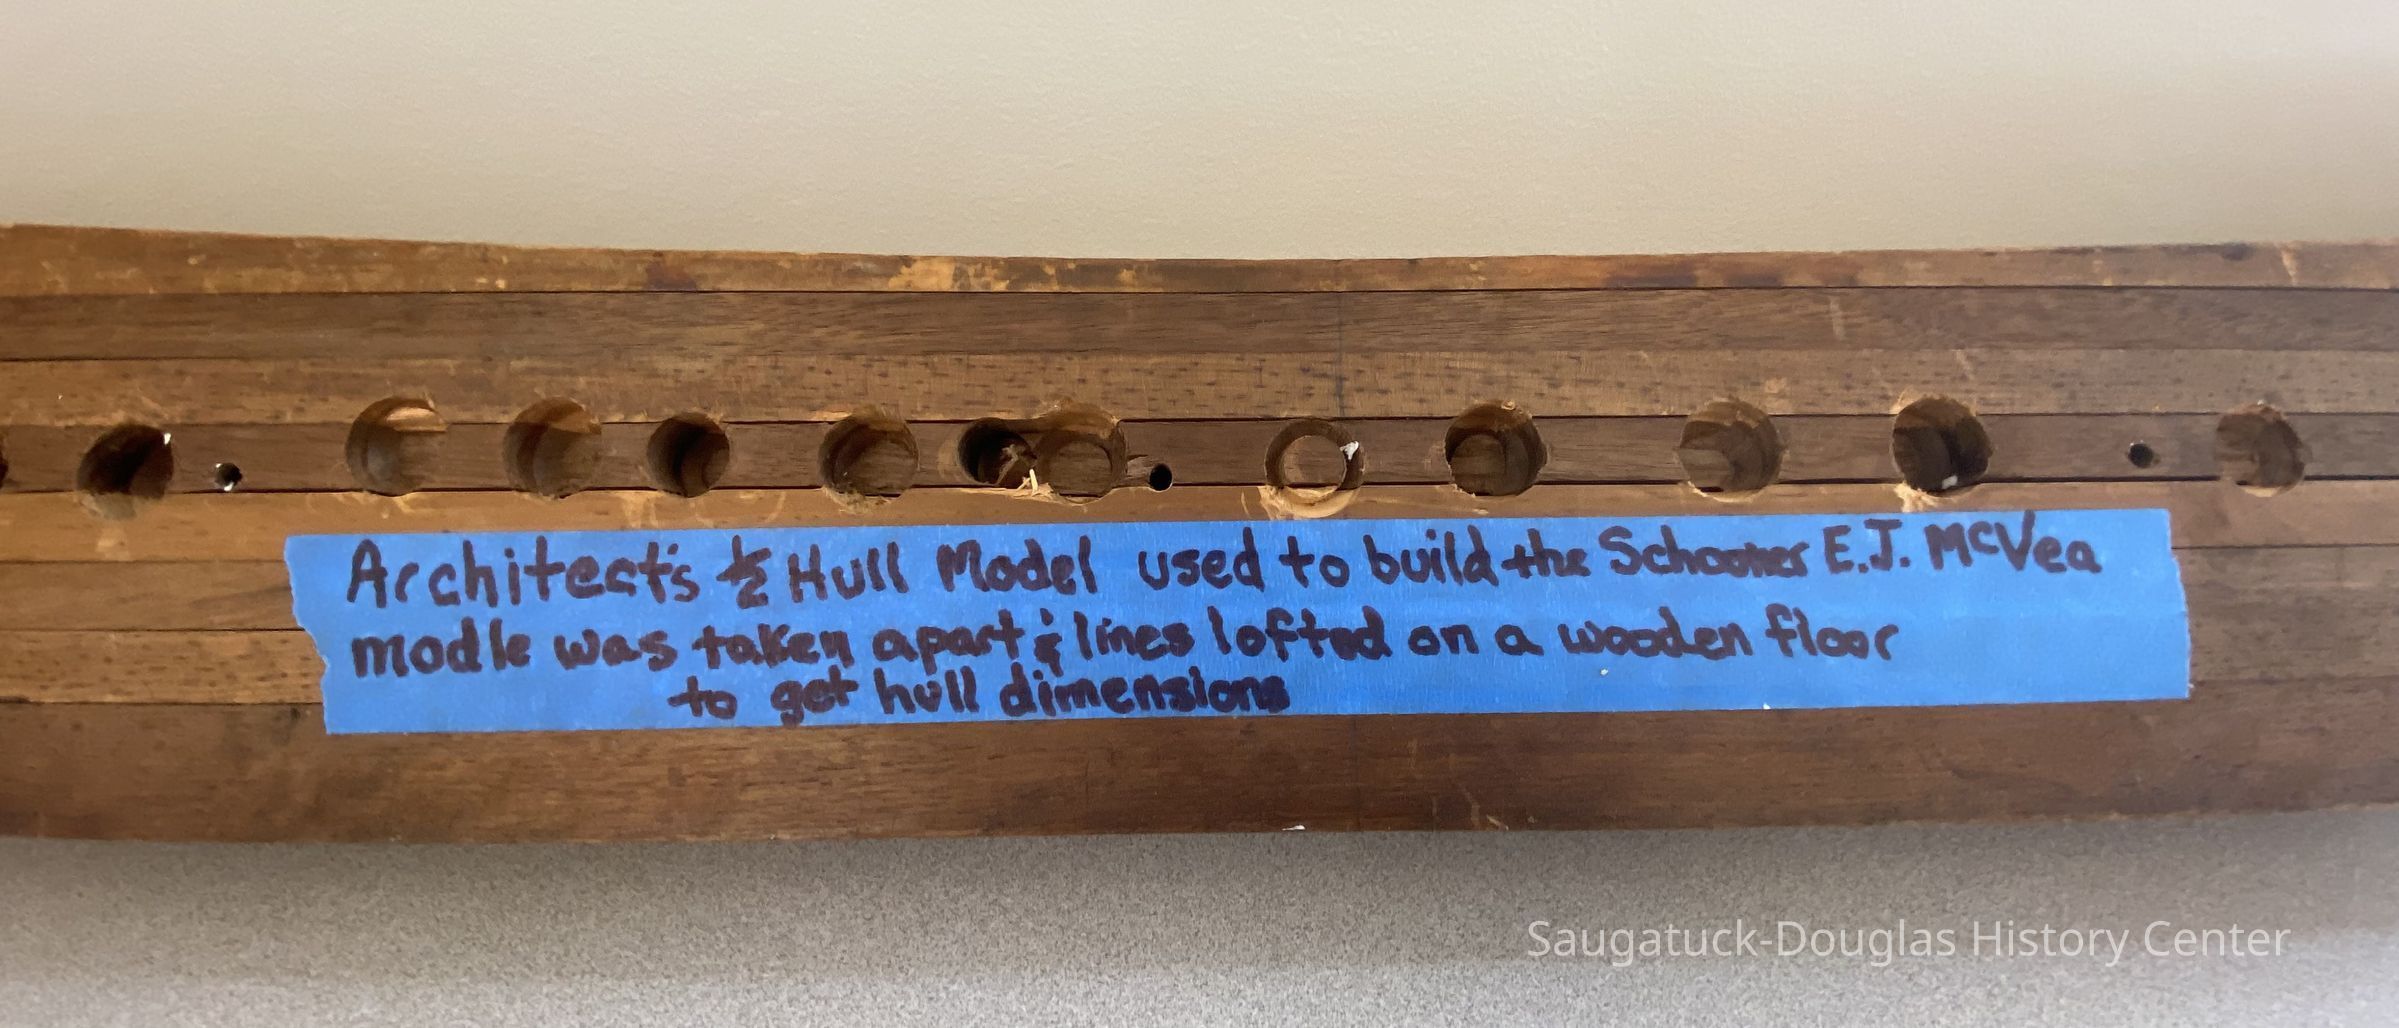 Architect's ½ Hull Model used to build the Schooner E.J. McVea
modle was taken apart & lines lofted on a wooden floor
to get hull dimensions
Saugatuck-Douglas History Center